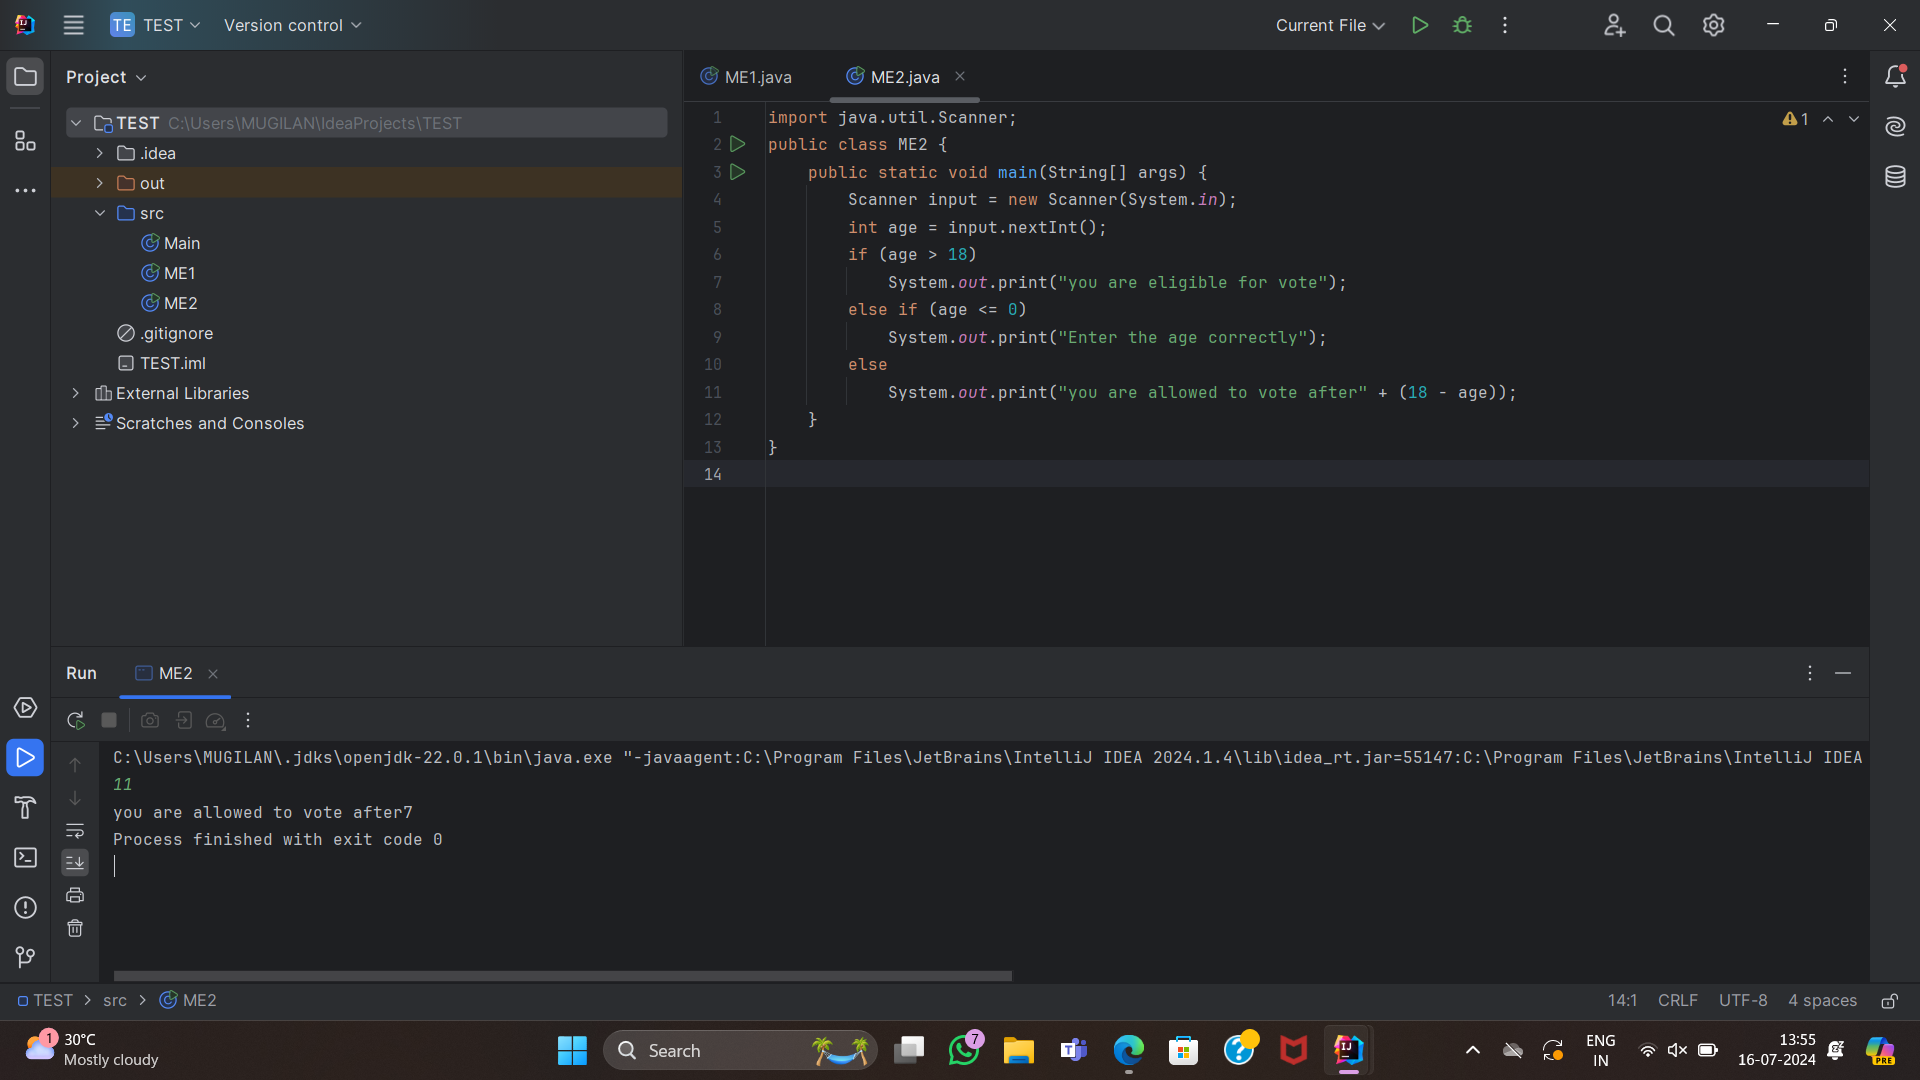 TE TEST Version control Current File
Project
TEST C:\Users\MUGILAN\IdeaProjects\TEST
.idea
out
src
Main
ME1
ME2
.gitignore
TEST.iml
External Libraries
Scratches and Consoles
ME1.java ME2.java
1 import java.util.Scanner;
2 public class ME2 {
3 public static void main(String[] args) {
4 Scanner input = new Scanner(System.in);
5 int age = input.nextInt();
6 if (age > 18)
7 System.out.print("you are eligible for vote");
8 else if (age <= 0)
9 System.out.print("Enter the age correctly");
10 else
11 System.out.print("you are allowed to vote after" + (18 - age));
12 }
13 }
14
1
Run ME2
C:\Users\MUGILAN\.jdks\openjdk-22.0.1\bin\java.exe "-javaagent:C:\Program Files\JetBrains\IntelliJ IDEA 2024.1.4\lib\idea_rt.jar=55147:C:\Program Files\JetBrains\IntelliJ IDEA
11
you are allowed to vote after7
Process finished with exit code 0
TEST > src > ME2 14:1 CRLF UTF-8 4 spaces
1 30°C
Mostly cloudy
Search
7
ENG
IN
13:55
16-07-2024
PRE